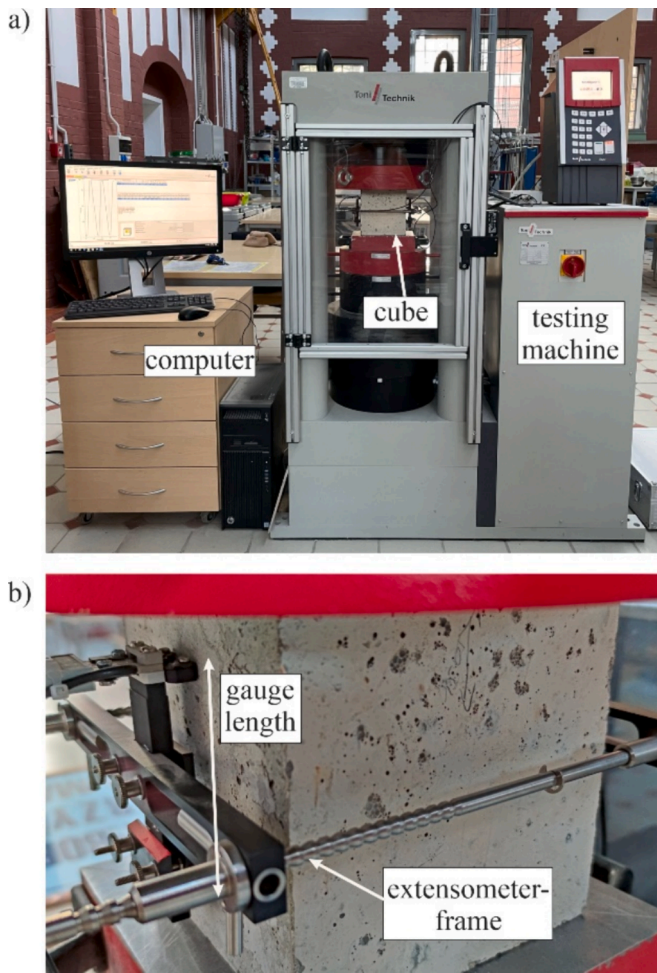 a)
Toni Technik
cube
computer
testing
machine
b)
gauge
length
extensometer-
frame